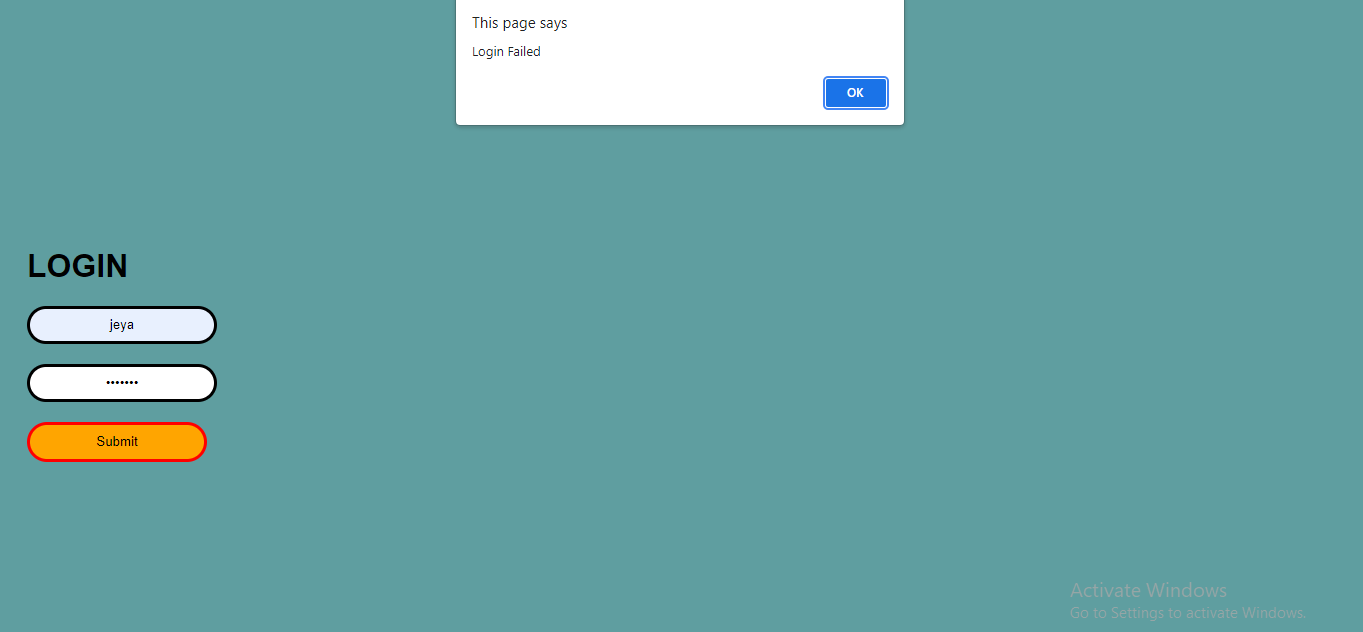 This page says
Login Failed
OK
LOGIN
jeya
•••••••
Submit
Activate Windows
Go to Settings to activate Windows.